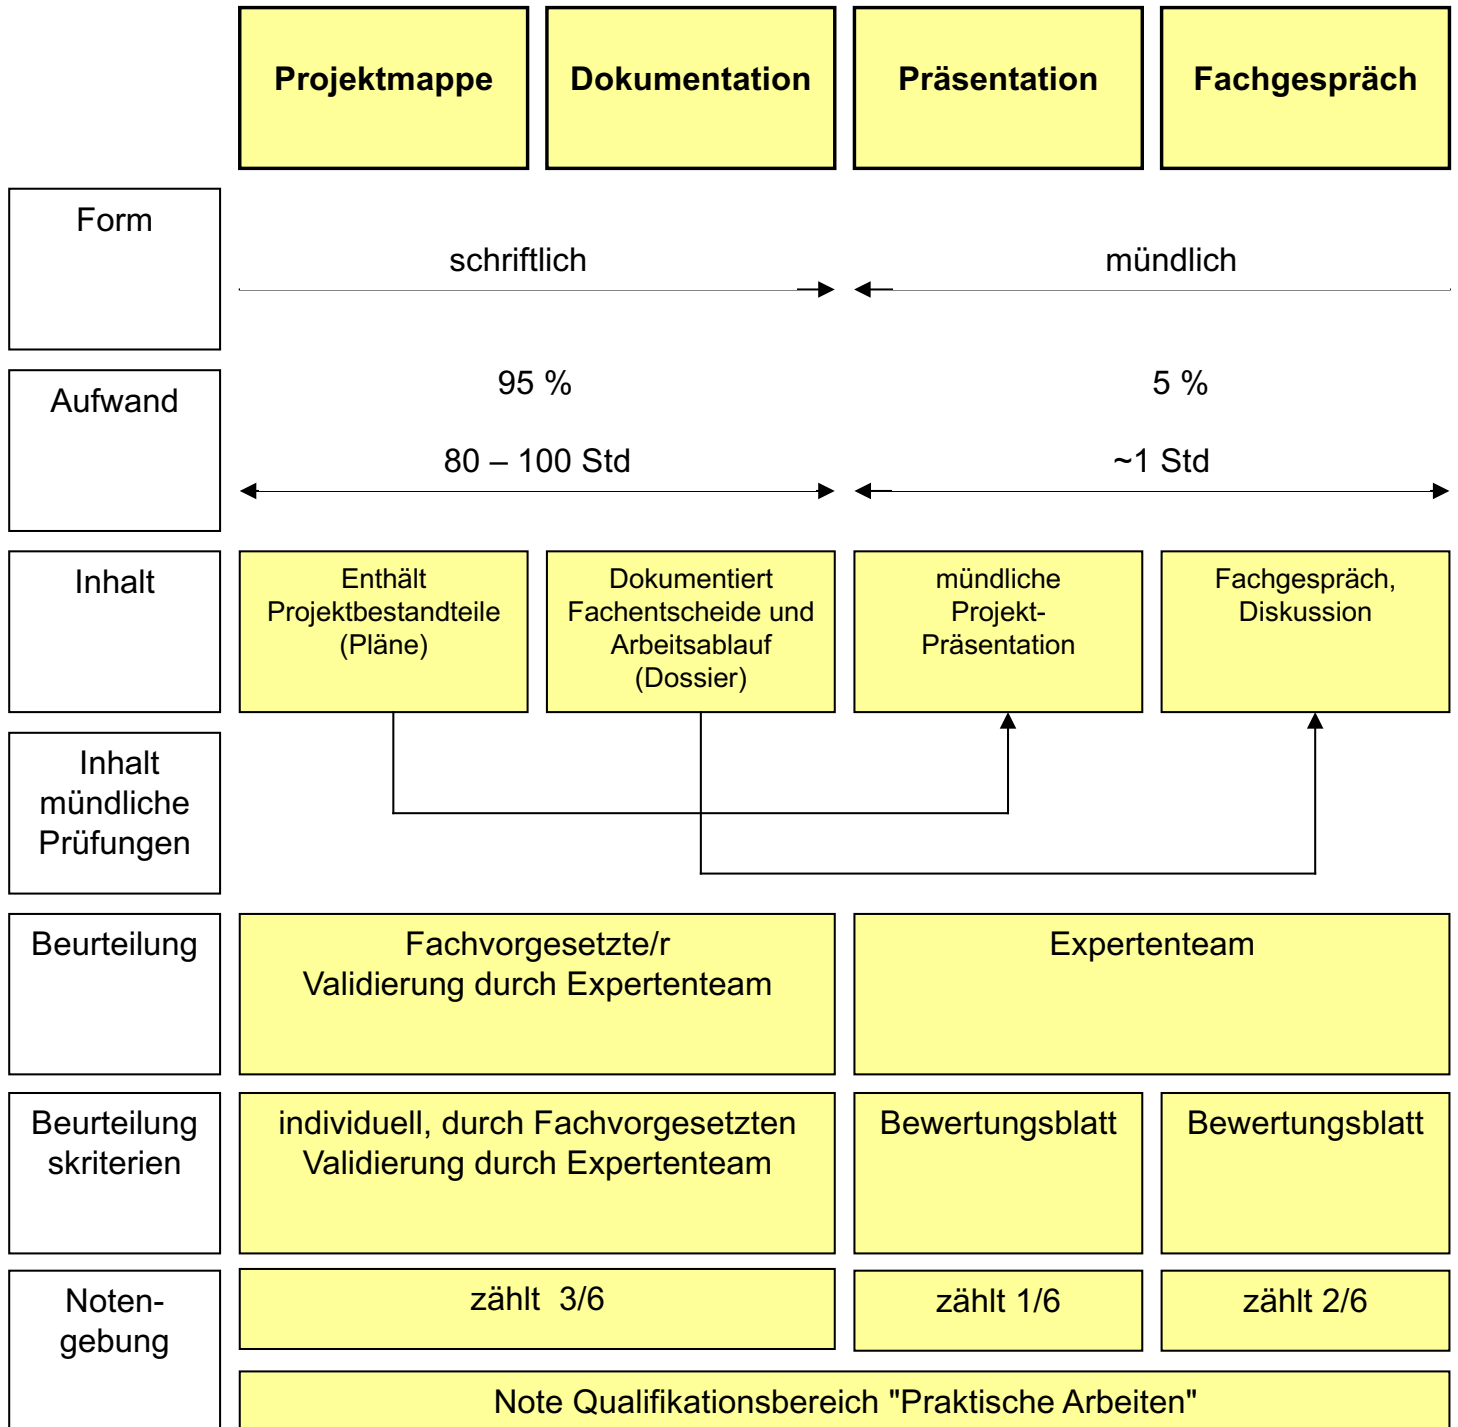 Projektmappe
Dokumentation
Präsentation
Fachgespräch
Form
schriftlich
mündlich
Aufwand
95 %
5 %
80 – 100 Std
~1 Std
Inhalt
Enthält
Projektbestandteile
(Pläne)
Dokumentiert
Fachentscheide und
Arbeitsablauf
(Dossier)
mündliche
Projekt-
Präsentation
Fachgespräch,
Diskussion
Inhalt
mündliche
Prüfungen
Beurteilung
Fachvorgesetzte/r
Validierung durch Expertenteam
Expertenteam
Beurteilung
skriterien
individuell, durch Fachvorgesetzten
Validierung durch Expertenteam
Bewertungsblatt
Bewertungsblatt
Noten-
gebung
zählt  3/6
zählt 1/6
zählt 2/6
Note Qualifikationsbereich "Praktische Arbeiten"